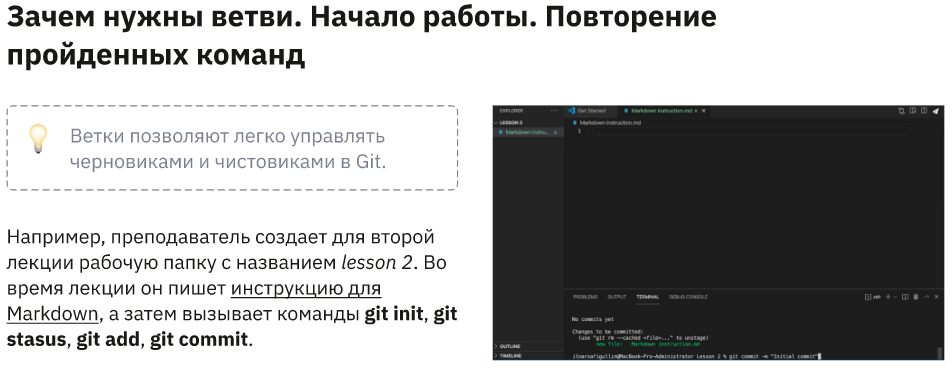 Зачем нужны ветви. Начало работы. Повторение
пройденных команд
Ветки позволяют легко управлять
черновиками и чистовиками в Git.
Например, преподаватель создает для второй
лекции рабочую папку с названием lesson 2. Во
время лекции он пишет инструкцию для
Markdown, а затем вызывает команды git init, git
stasus, git add, git commit.
EXPLORER
LESSON 2
Markdown instru... A
OUTLINE
TIMELINE
Get Started
Markdown instruction.md A
Markdown instruction.md
1
PROBLEMS OUTPUT TERMINAL DEBUG CONSOLE
zsh
No commits yet
Changes to be committed:
(use "git rm --cached <file>..." to unstage)
new file: Markdown instruction.md
ilnarsafigullin@MacBook-Pro-Administrator Lesson 2 % git commit -m "Initial commit"